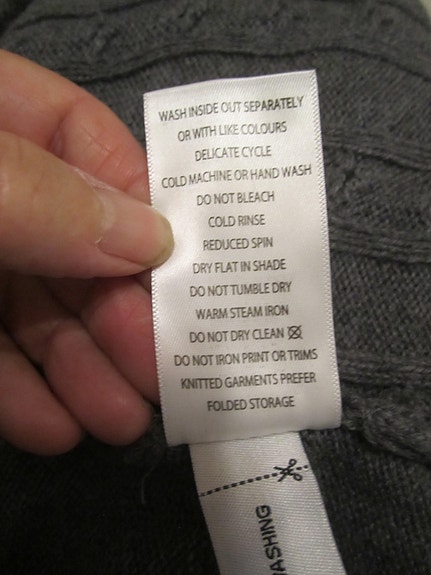 WASH INSIDE OUT SEPARATELY
OR WITH LIKE COLOURS
DELICATE CYCLE
COLD MACHINE OR HAND WASH
DO NOT BLEACH
COLD RINSE
REDUCED SPIN
DRY FLAT IN SHADE
DO NOT TUMBLE DRY
WARM STEAM IRON
DO NOT DRY CLEAN
DO NOT IRON PRINT OR TRIMS
KNITTED GARMENTS PREFER
FOLDED STORAGE
ASHING